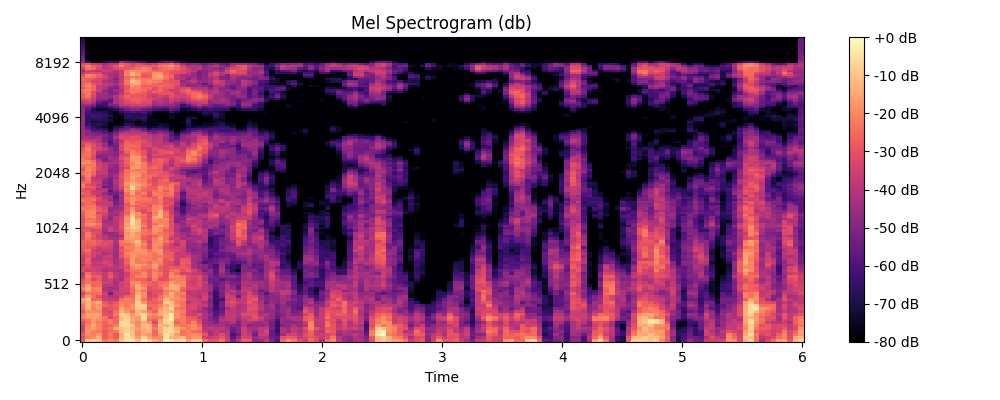 Mel Spectrogram (db)
8192
4096
2048
1024
512
0
Hz
0 1 2 3 4 5 6
Time
+0 dB
-10 dB
-20 dB
-30 dB
-40 dB
-50 dB
-60 dB
-70 dB
-80 dB